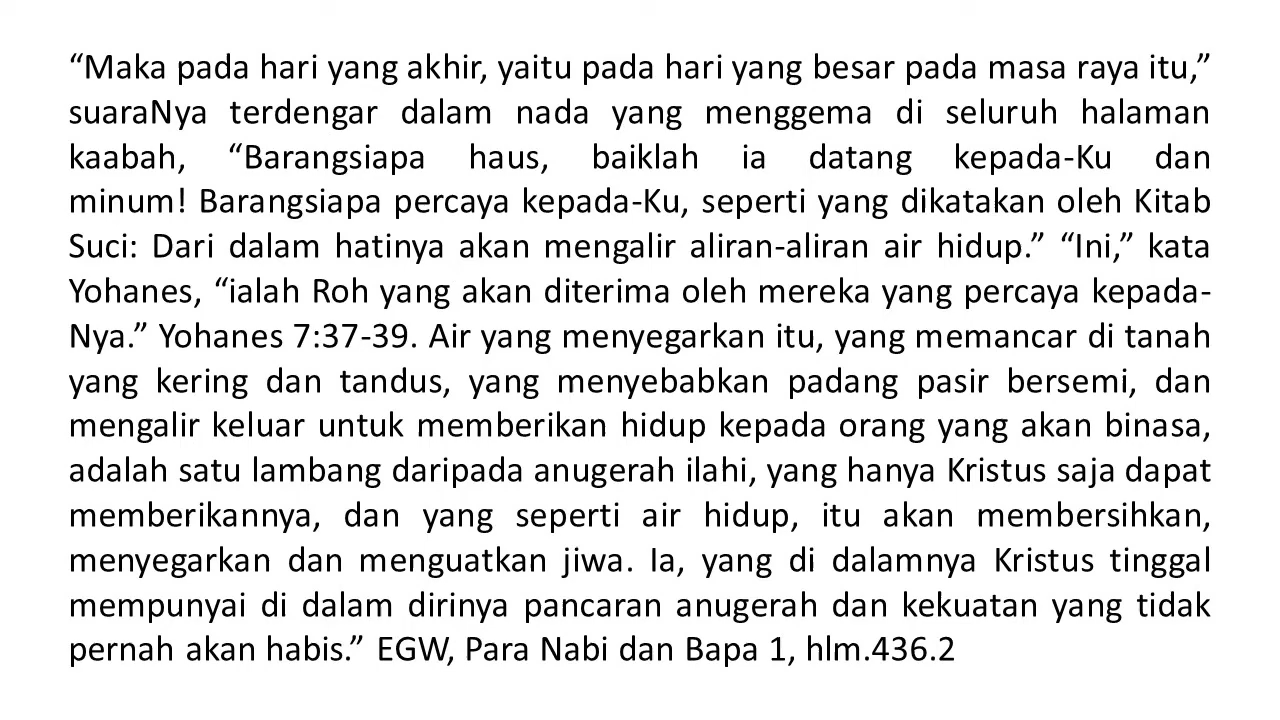 “Maka pada hari yang akhir, yaitu pada hari yang besar pada masa raya itu,”
suaraNya terdengar dalam nada yang menggema di seluruh halaman
kaabah, “Barangsiapa haus, baiklah ia datang kepada-Ku dan
minum! Barangsiapa percaya kepada-Ku, seperti yang dikatakan oleh Kitab
Suci: Dari dalam hatinya akan mengalir aliran-aliran air hidup.” “Ini,” kata
Yohanes, “ialah Roh yang akan diterima oleh mereka yang percaya kepada-
Nya.” Yohanes 7:37-39. Air yang menyegarkan itu, yang memancar di tanah
yang kering dan tandus, yang menyebabkan padang pasir bersemi, dan
mengalir keluar untuk memberikan hidup kepada orang yang akan binasa,
adalah satu lambang daripada anugerah ilahi, yang hanya Kristus saja dapat
memberikannya, dan yang seperti air hidup, itu akan membersihkan,
menyegarkan dan menguatkan jiwa. Ia, yang di dalamnya Kristus tinggal
mempunyai di dalam dirinya pancaran anugerah dan kekuatan yang tidak
pernah akan habis.” EGW, Para Nabi dan Bapa 1, hlm.436.2